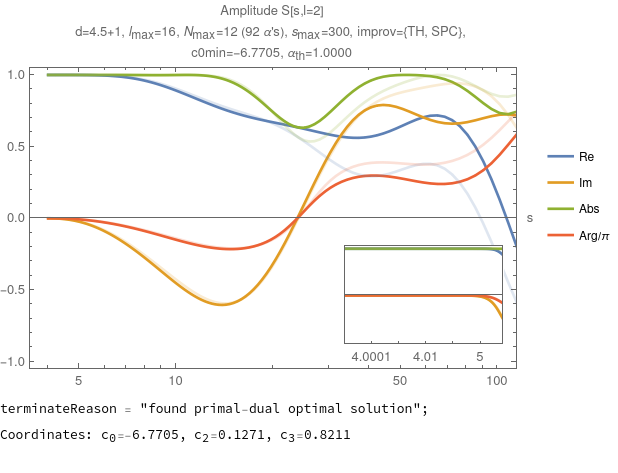 Amplitude S[s,l=2]
d=4.5+1, lmax=16, Nmax=12 (92 α's), smax=300, improv={TH, SPC},
c0min=-6.7705, αth=1.0000
1.0
0.5
0.0
-0.5
-1.0
s
Re
Im
Abs
Arg/π
4.0001 4.01 5
5 10 50 100
terminateReason = "found primal-dual optimal solution";
Coordinates: c0=-6.7705, c2=0.1271, c3=0.8211